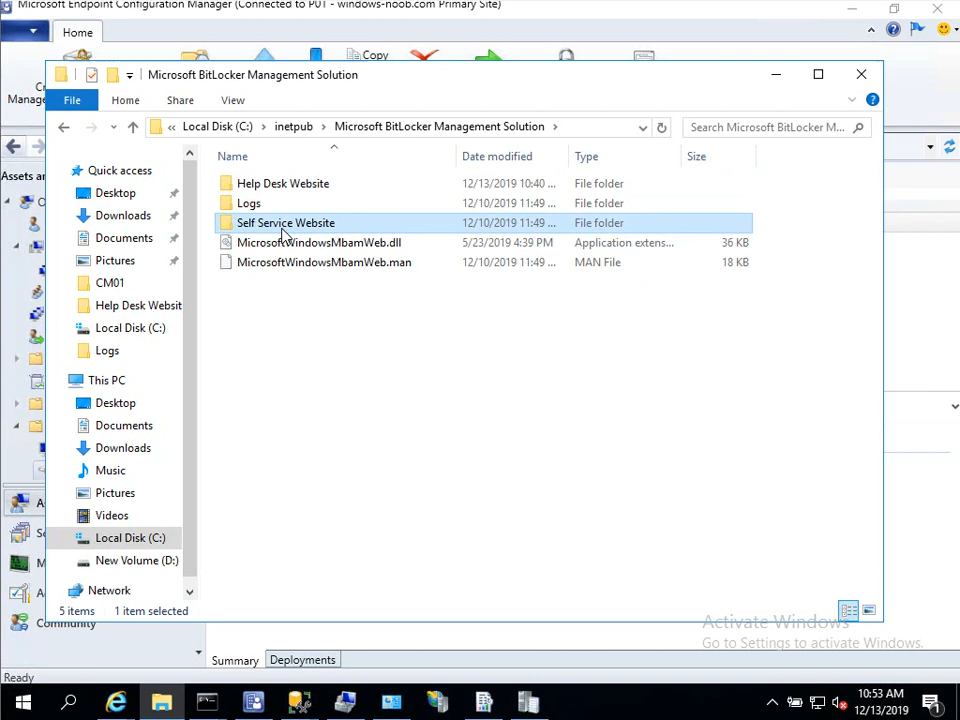 Microsoft Endpoint Configuration Manager (Connected to P01 - windows-noob.com Primary Site)
Home
Copy
Manag
Assets ar
Microsoft BitLocker Management Solution
File Home Share View
« Local Disk (C:) > inetpub > Microsoft BitLocker Management Solution >
Search Microsoft BitLocker M...
Name Date modified Type Size
Help Desk Website 12/13/2019 10:40 ... File folder
Logs 12/10/2019 11:49 ... File folder
Self Service Website 12/10/2019 11:49 ... File folder
MicrosoftWindowsMbamWeb.dll 5/23/2019 4:39 PM Application extens... 36 KB
MicrosoftWindowsMbamWeb.man 12/10/2019 11:49 ... MAN File 18 KB
Quick access
Desktop
Downloads
Documents
Pictures
CM01
Help Desk Websit
Local Disk (C:)
Logs
This PC
Desktop
Documents
Downloads
Music
Pictures
Videos
Local Disk (C:)
New Volume (D:)
Network
5 items 1 item selected
Community
Activate Windows
Go to Settings to activate Windows.
Summary Deployments
Ready
10:53 AM
12/13/2019
1